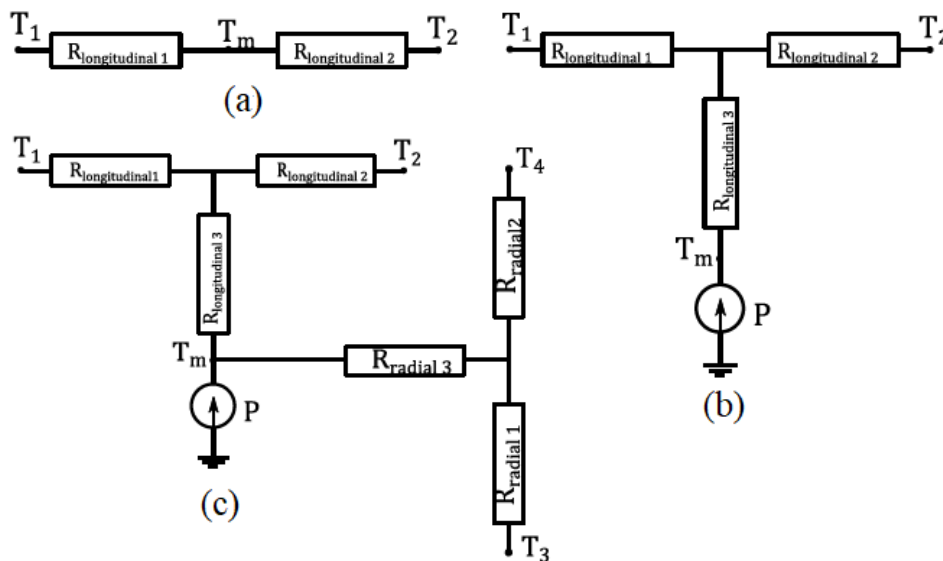 T1 Tm T2
Rlongitudinal 1 Rlongitudinal 2
(a)
T1 T2
Rlongitudinal 1 Rlongitudinal 2
Rlongitudinal 3
Tm
P
(b)
T1 T2
Rlongitudinal1 Rlongitudinal 2
Rlongitudinal 3
Tm
P
Rradial 3
T4
Rradial2
Rradial 1
T3
(c)